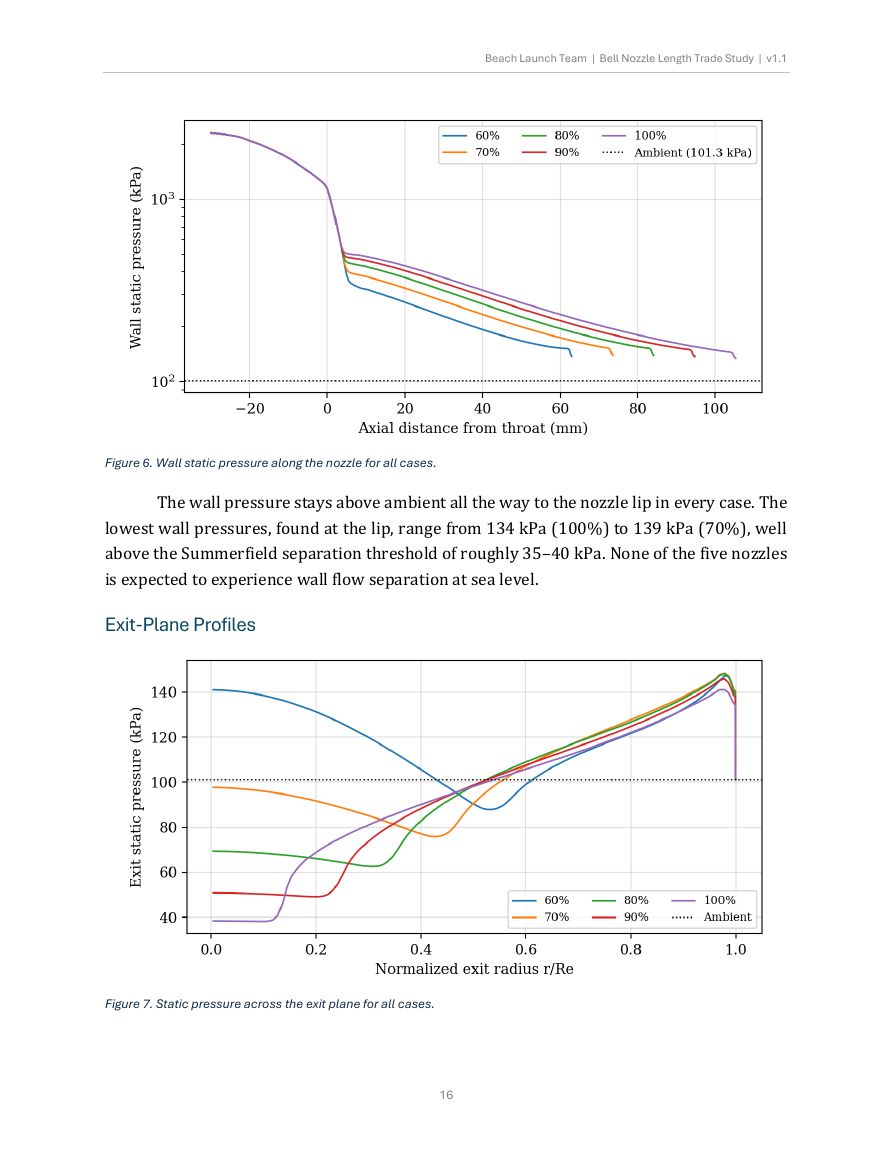 Beach Launch Team | Bell Nozzle Length Trade Study | v1.1
60% 80% 100%
70% 90% Ambient (101.3 kPa)
Wall static pressure (kPa)
10³
10²
−20 0 20 40 60 80 100
Axial distance from throat (mm)
Figure 6. Wall static pressure along the nozzle for all cases.
The wall pressure stays above ambient all the way to the nozzle lip in every case. The
lowest wall pressures, found at the lip, range from 134 kPa (100%) to 139 kPa (70%), well
above the Summerfield separation threshold of roughly 35–40 kPa. None of the five nozzles
is expected to experience wall flow separation at sea level.
Exit-Plane Profiles
Exit static pressure (kPa)
140
120
100
80
60
40
60% 80% 100%
70% 90% Ambient
0.0 0.2 0.4 0.6 0.8 1.0
Normalized exit radius r/Re
Figure 7. Static pressure across the exit plane for all cases.
16